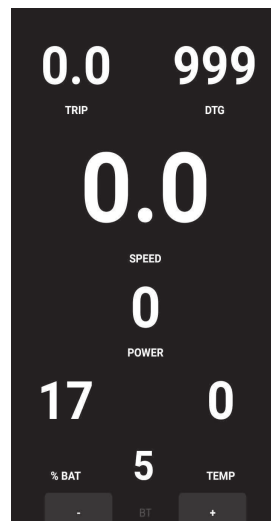 0.0 999
TRIP DTG
0.0
SPEED
0
POWER
17 0
% BAT 5 TEMP
- BT +